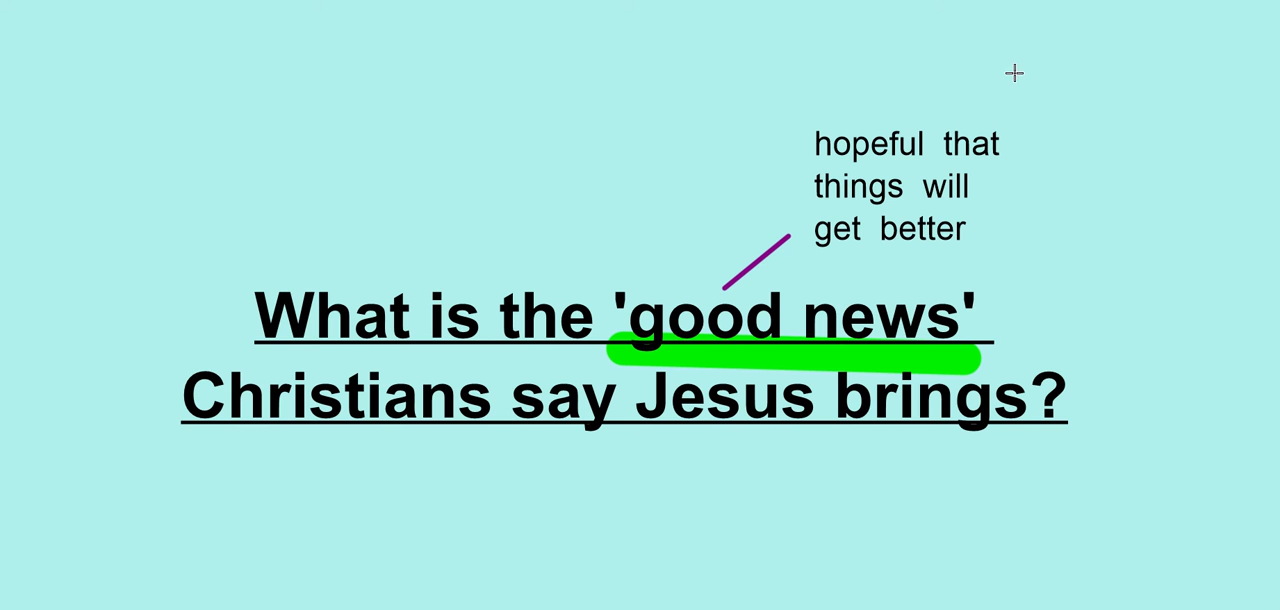 hopeful that
things will
get better
What is the 'good news'
Christians say Jesus brings?